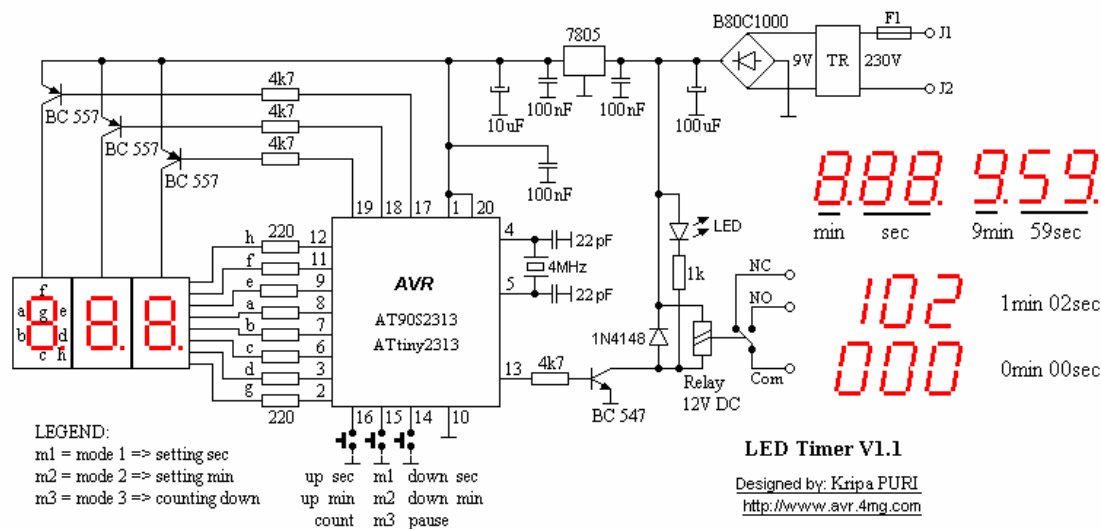 B80C1000
F1
J1
7805
9V
TR
230V
J2
4k7
BC 557
100nF
100nF
10uF
100uF
4k7
BC 557
4k7
BC 557
100nF
19
18
17
1
20
4
22pF
LED
min
sec
9min
59sec
8.88.
9.59.
220
h
12
f
11
e
9
a
8
b
7
c
6
d
3
g
2
220
AVR
AT90S2313
ATtiny2313
4MHz
5
22pF
1k
NC
NO
Com
102
1min 02sec
000
0min 00sec
f
a
g
e
b
d
c
h
8.8.8.
1N4148
13
4k7
BC 547
Relay
12V DC
16
15
14
10
LEGEND:
m1 = mode 1 => setting sec
m2 = mode 2 => setting min
m3 = mode 3 => counting down
up sec m1 down sec
up min m2 down min
count m3 pause
LED Timer V1.1
Designed by: Kripa PURI
http://www.avr.4mg.com